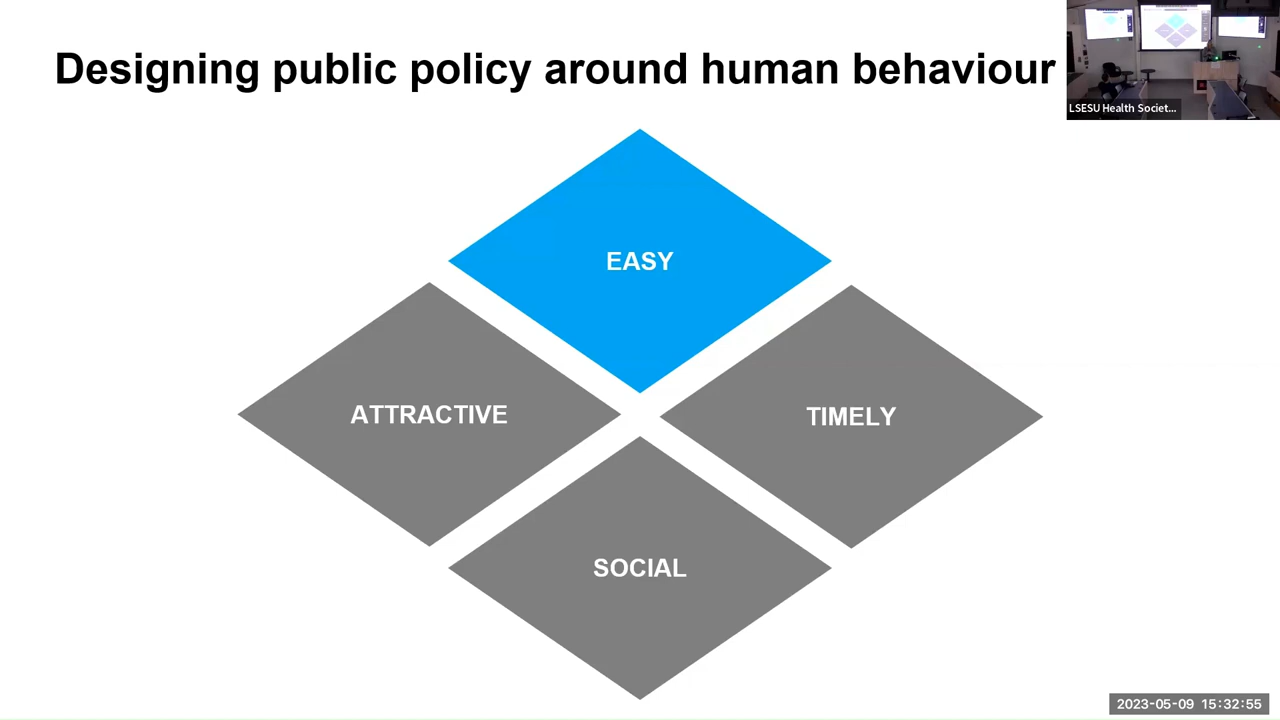 Designing public policy around human behaviour
LSESU Health Societ...
EASY
ATTRACTIVE
TIMELY
SOCIAL
2023-05-09 15:32:55